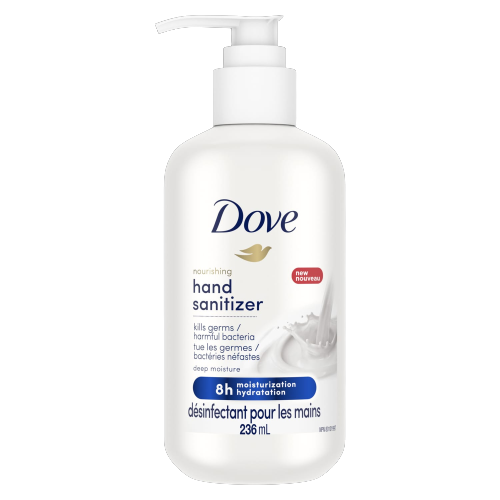 Dove
nourishing
hand
sanitizer
new
nouveau
kills germs /
harmful bacteria
tue les germes /
bactéries néfastes
deep moisture
8h moisturization
hydratation
désinfectant pour les mains
236 mL